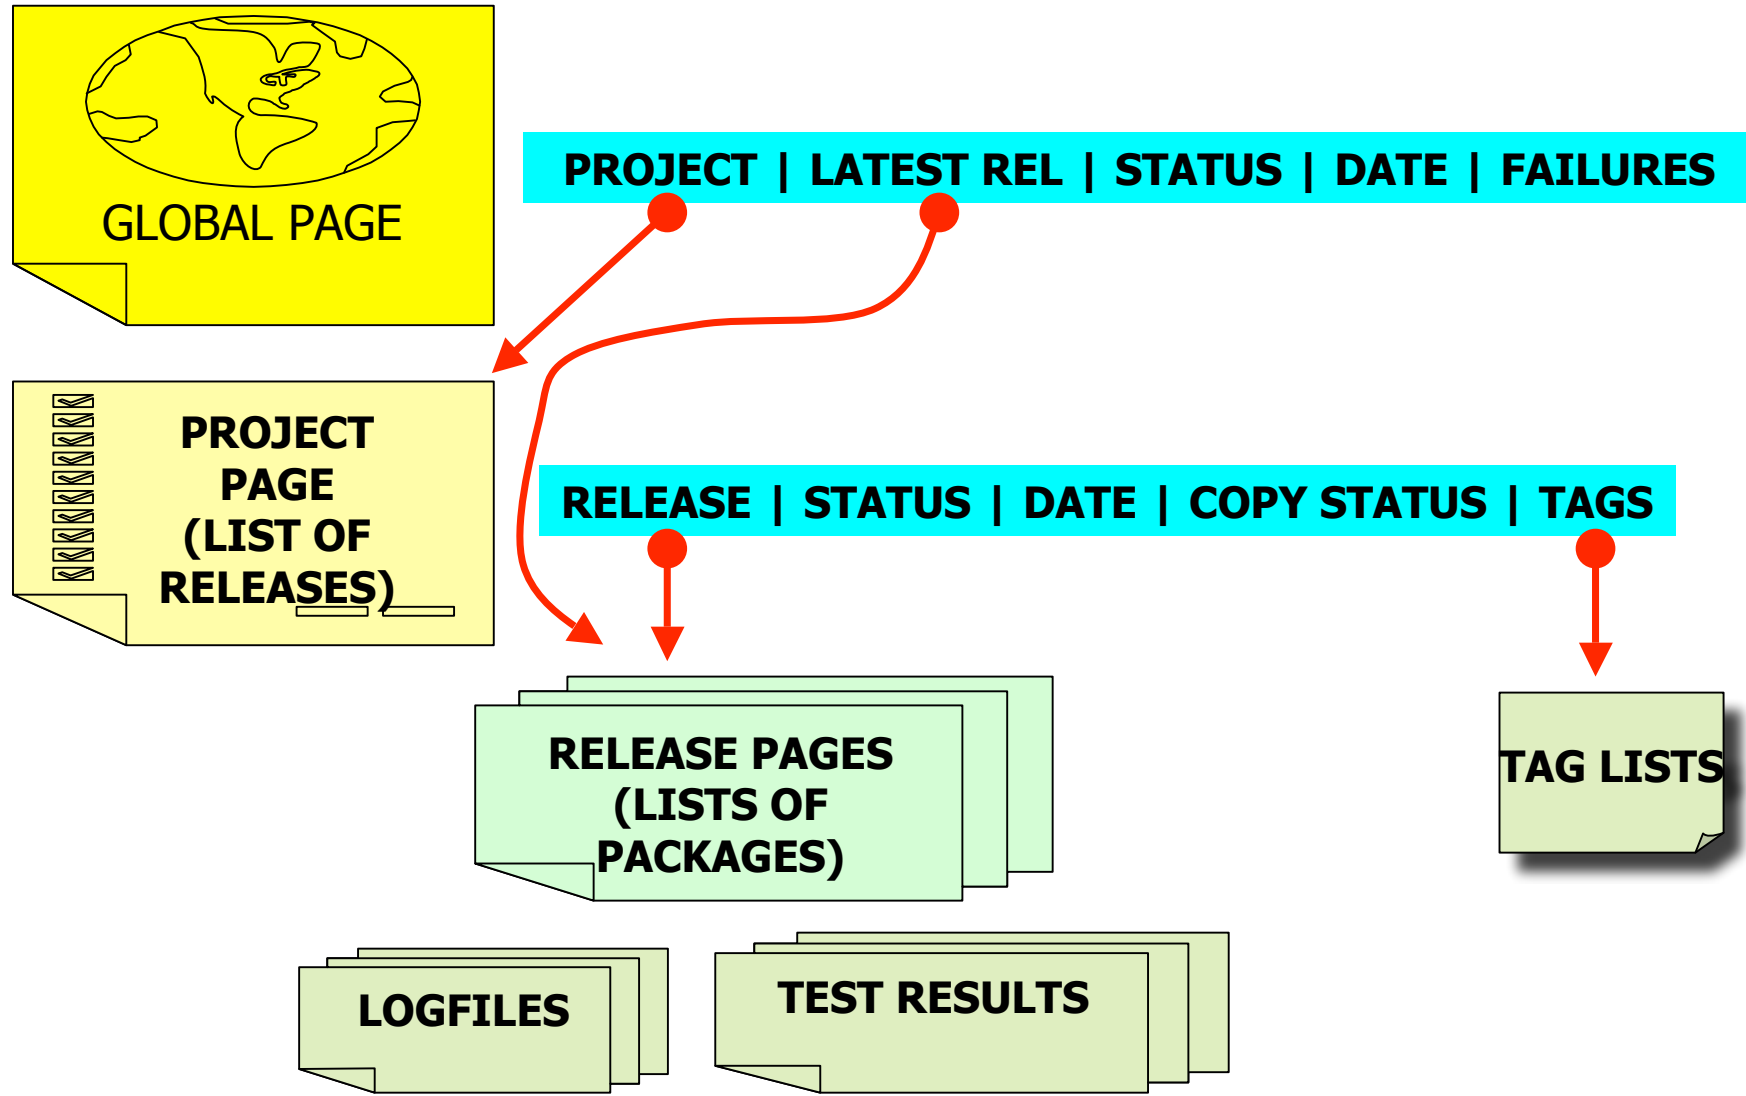 GLOBAL PAGE
PROJECT | LATEST REL | STATUS | DATE | FAILURES
PROJECT
PAGE
(LIST OF
RELEASES)
RELEASE | STATUS | DATE | COPY STATUS | TAGS
RELEASE PAGES
(LISTS OF
PACKAGES)
TAG LISTS
LOGFILES
TEST RESULTS